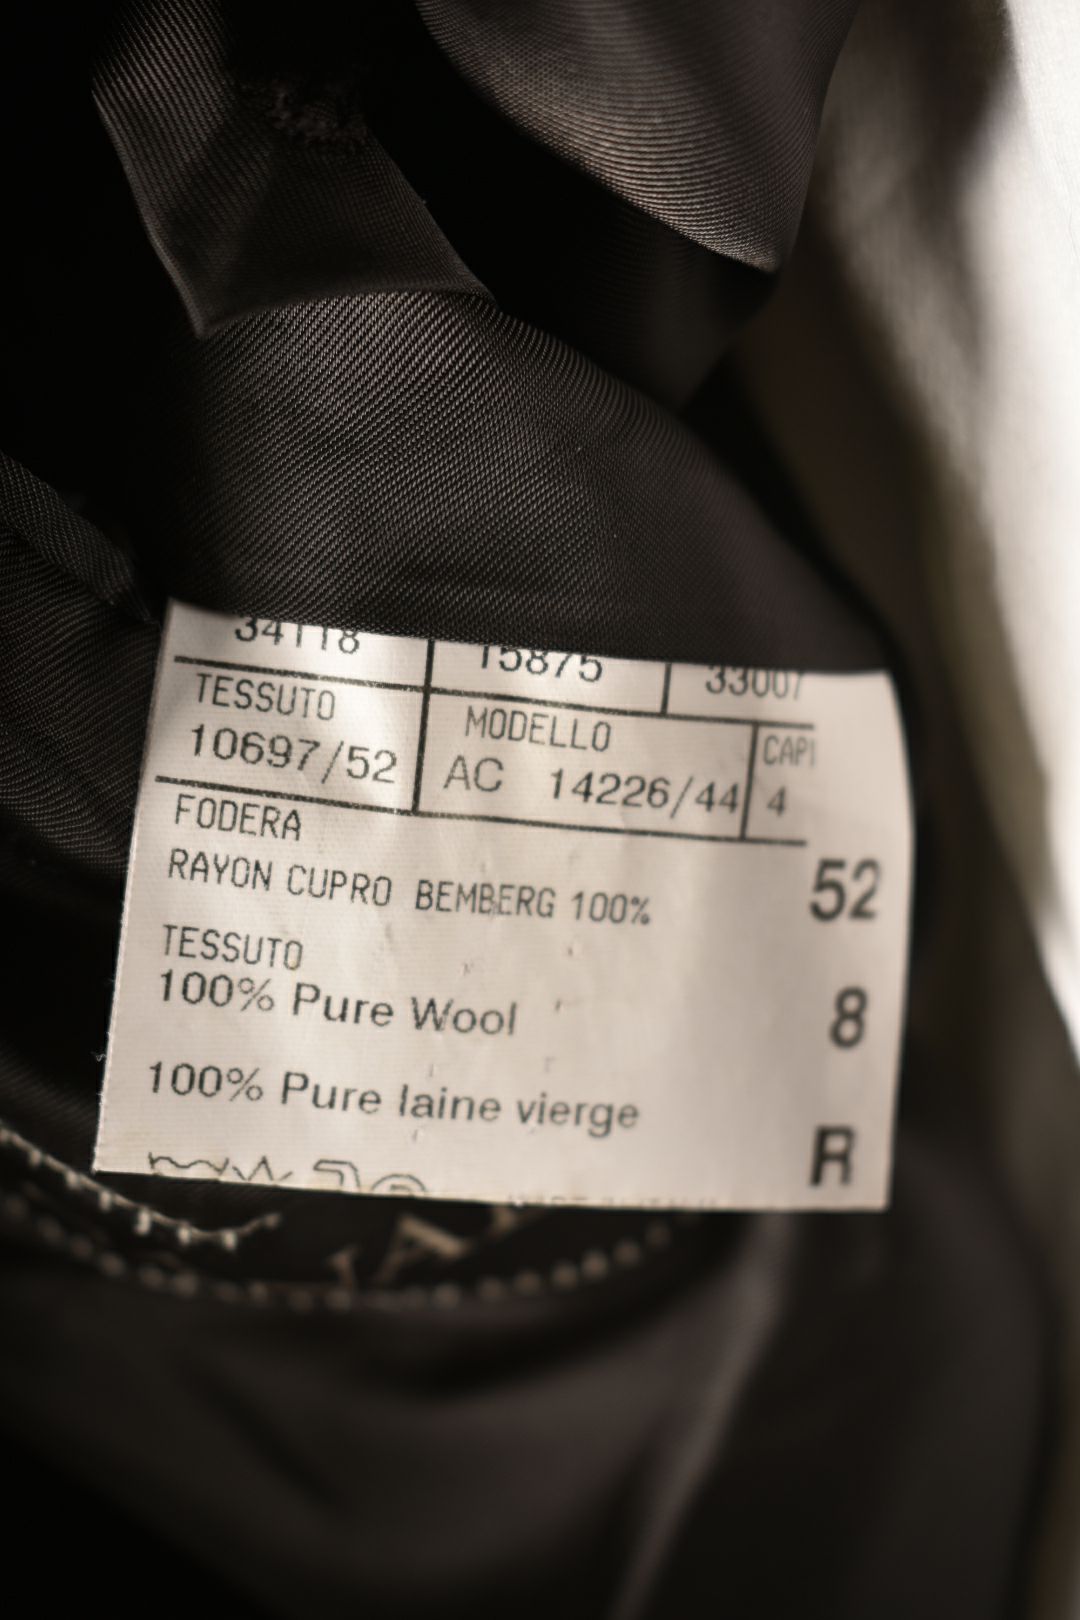 34118 15875 33007
TESSUTO MODELLO CAPI
10697/52 AC 14226/44 4
FODERA
RAYON CUPRO BEMBERG 100%
52
TESSUTO
100% Pure Wool
8
100% Pure laine vierge
R